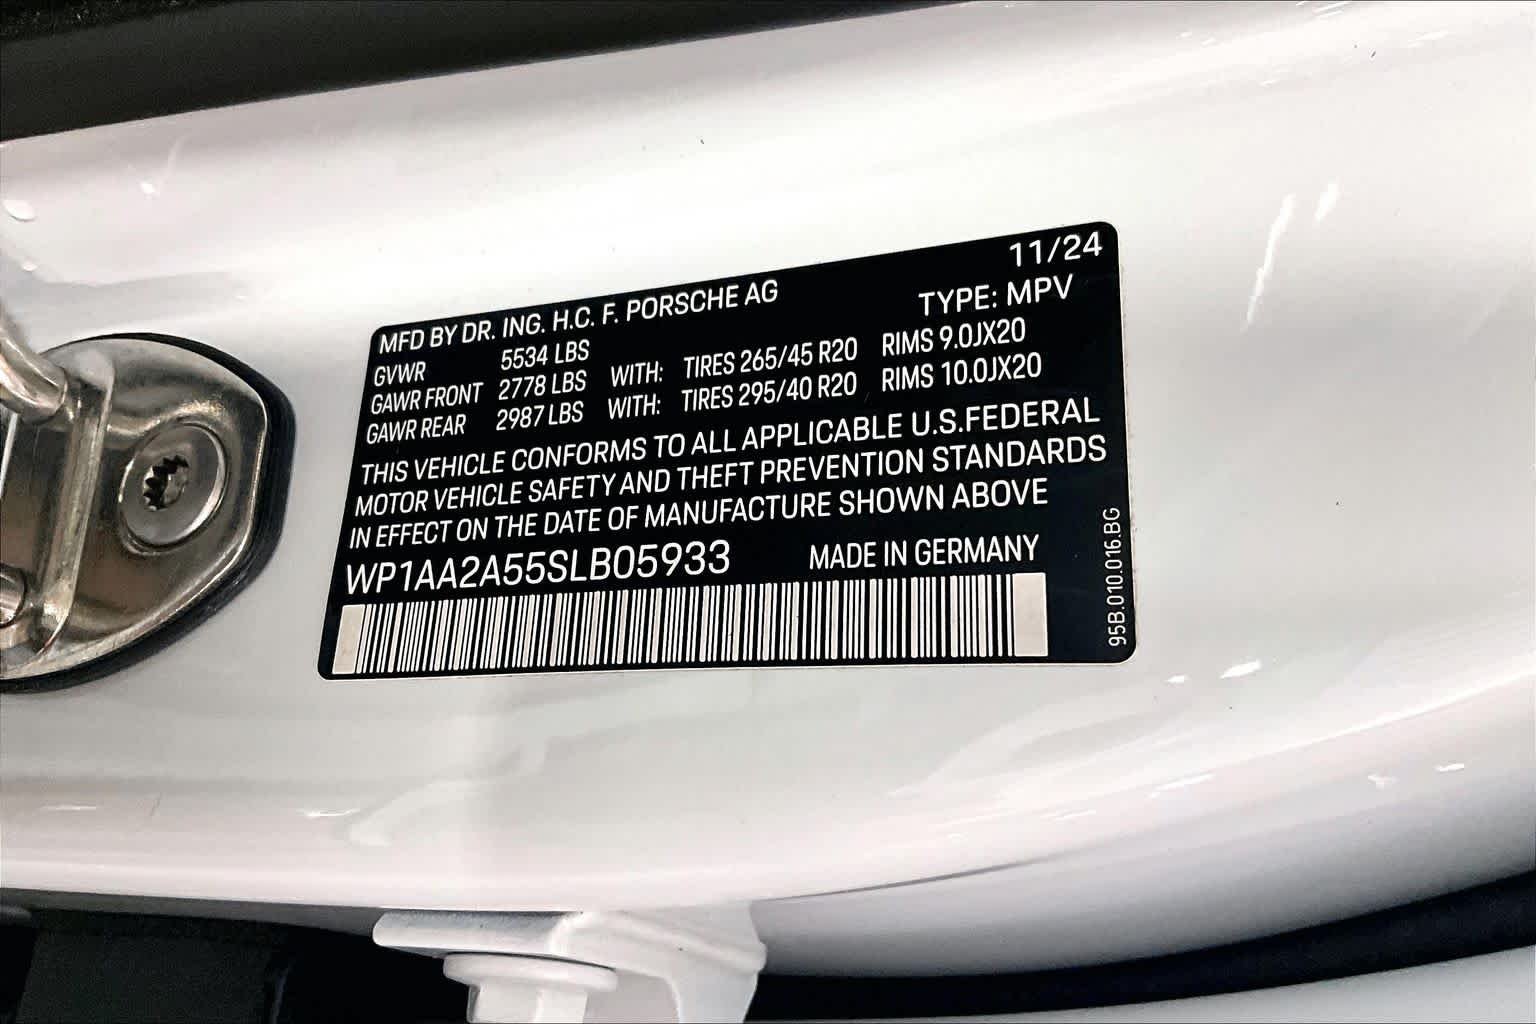 11/24
MFD BY DR. ING. H.C. F. PORSCHE AG TYPE: MPV
GVWR 5534 LBS
GAWR FRONT 2778 LBS WITH: TIRES 265/45 R20 RIMS 9.0JX20
GAWR REAR 2987 LBS WITH: TIRES 295/40 R20 RIMS 10.0JX20
THIS VEHICLE CONFORMS TO ALL APPLICABLE U.S.FEDERAL
MOTOR VEHICLE SAFETY AND THEFT PREVENTION STANDARDS
IN EFFECT ON THE DATE OF MANUFACTURE SHOWN ABOVE
WP1AA2A55SLB05933 MADE IN GERMANY
95B.010.016.BG